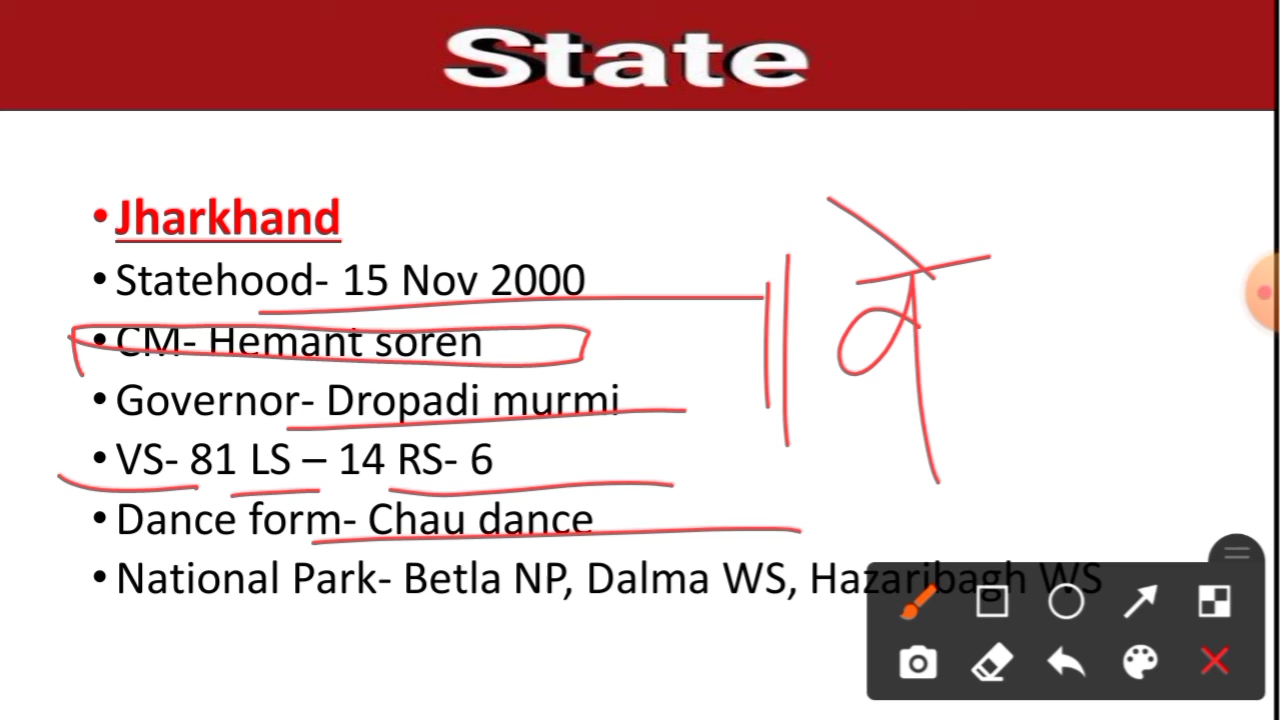 State
• Jharkhand
• Statehood- 15 Nov 2000
• CM- Hemant soren
• Governor- Dropadi murmi
• VS- 81 LS – 14 RS- 6
• Dance form- Chau dance
• National Park- Betla NP, Dalma WS, Hazaribagh WS